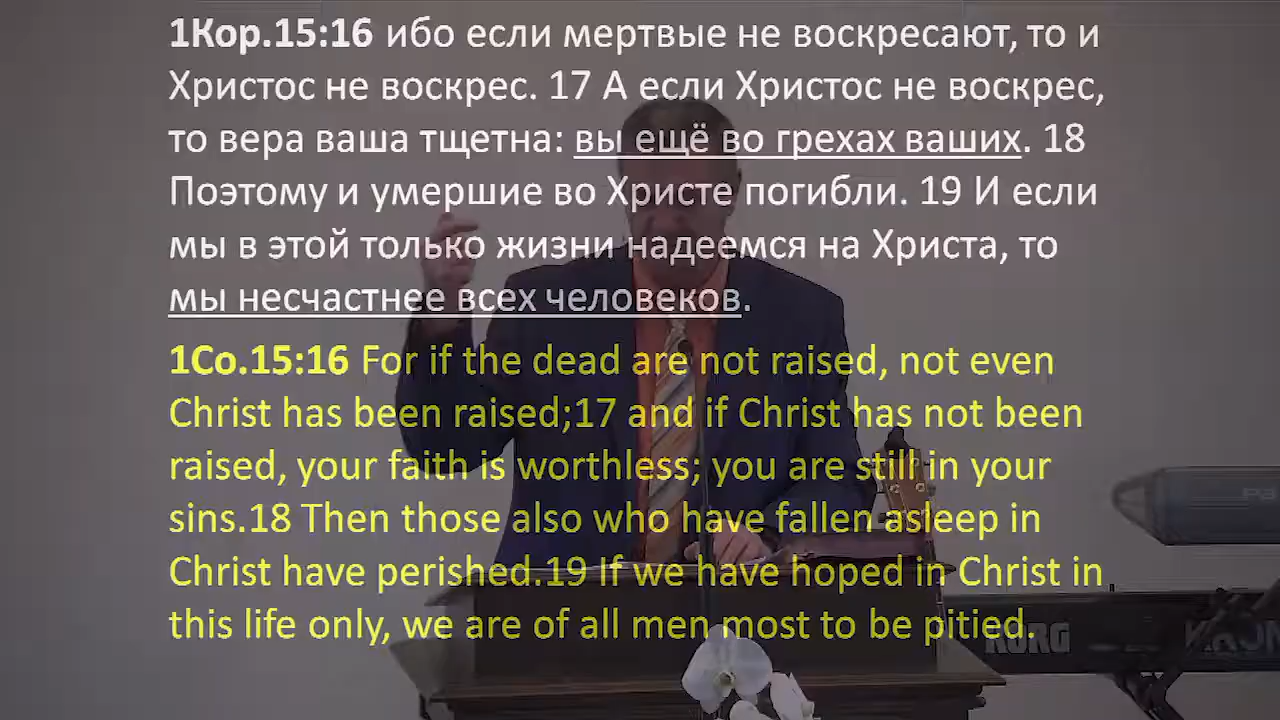 1Кор.15:16 ибо если мертвые не воскресают, то и
Христос не воскрес. 17 А если Христос не воскрес,
то вера ваша тщетна: вы ещё во грехах ваших. 18
Поэтому и умершие во Христе погибли. 19 И если
мы в этой только жизни надеемся на Христа, то
мы несчастнее всех человеков.
1Co.15:16 For if the dead are not raised, not even
Christ has been raised;17 and if Christ has not been
raised, your faith is worthless; you are still in your
sins.18 Then those also who have fallen asleep in
Christ have perished.19 If we have hoped in Christ in
this life only, we are of all men most to be pitied.
KORG